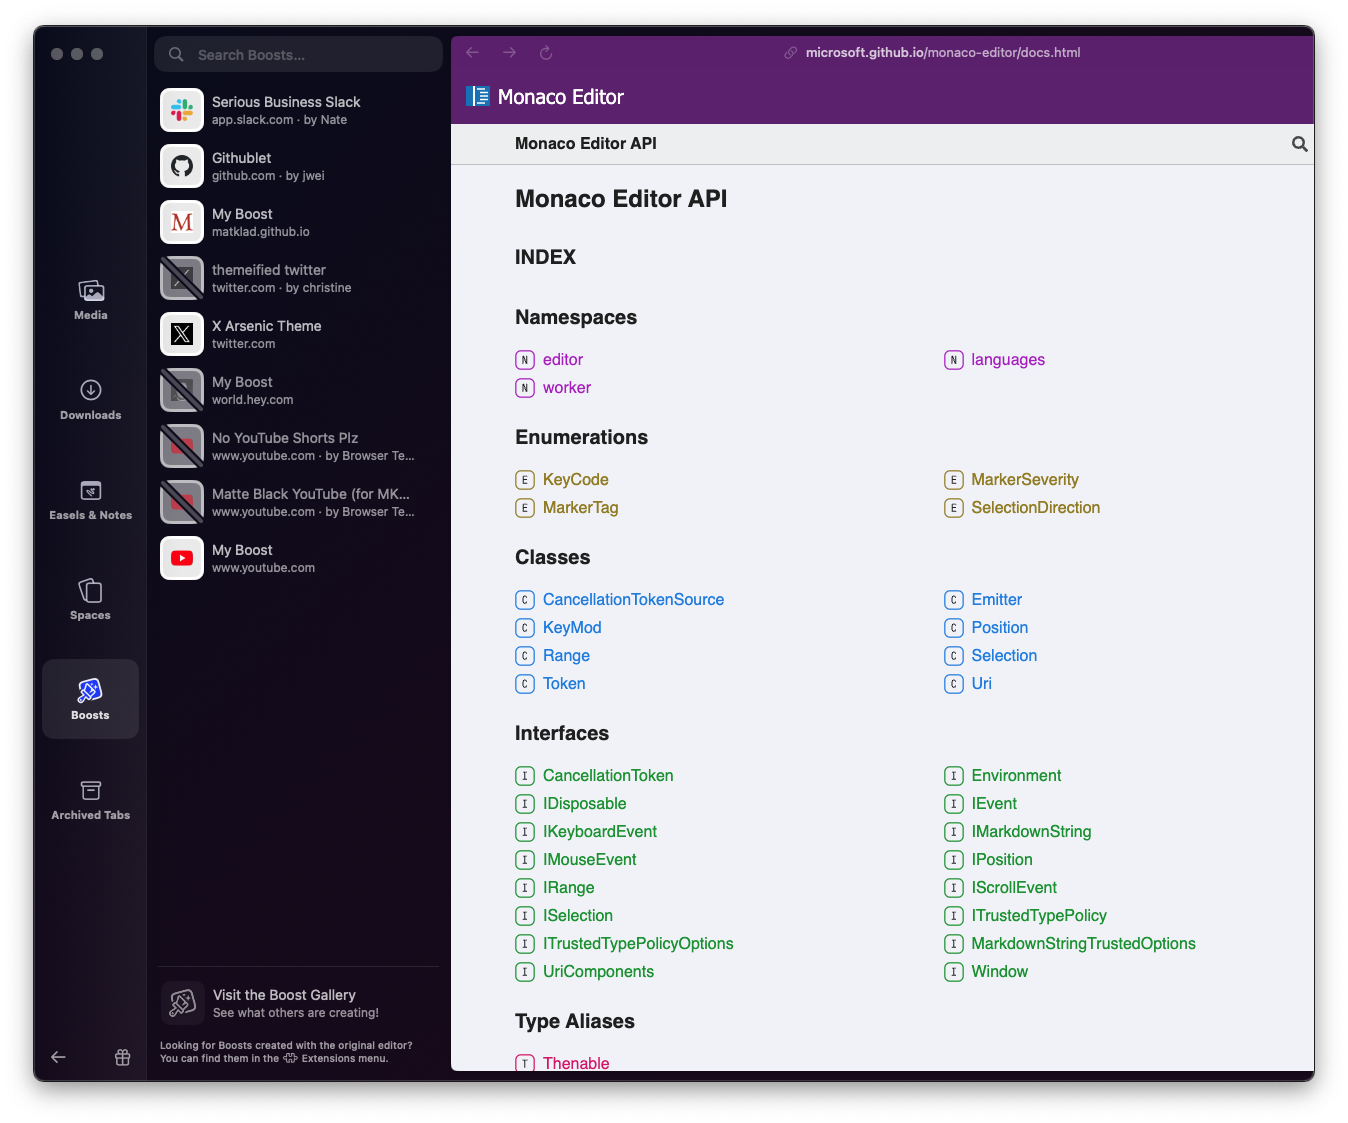 Search Boosts...
Serious Business Slack
app.slack.com · by Nate
Githublet
github.com · by jwei
My Boost
matklad.github.io
themeified twitter
twitter.com · by christine
X Arsenic Theme
twitter.com
My Boost
world.hey.com
No YouTube Shorts Plz
www.youtube.com · by Browser Te...
Matte Black YouTube (for MK...
www.youtube.com · by Browser Te...
My Boost
www.youtube.com
Media
Downloads
Easels & Notes
Spaces
Boosts
Archived Tabs
Visit the Boost Gallery
See what others are creating!
Looking for Boosts created with the original editor?
You can find them in the Extensions menu.
microsoft.github.io/monaco-editor/docs.html
Monaco Editor
Monaco Editor API
Monaco Editor API
INDEX
Namespaces
N editor
N languages
N worker
Enumerations
E KeyCode
E MarkerSeverity
E MarkerTag
E SelectionDirection
Classes
C CancellationTokenSource
C Emitter
C KeyMod
C Position
C Range
C Selection
C Token
C Uri
Interfaces
I CancellationToken
I Environment
I IDisposable
I IEvent
I IKeyboardEvent
I IMarkdownString
I IMouseEvent
I IPosition
I IRange
I IScrollEvent
I ISelection
I ITrustedTypePolicy
I ITrustedTypePolicyOptions
I MarkdownStringTrustedOptions
I UriComponents
I Window
Type Aliases
T Thenable